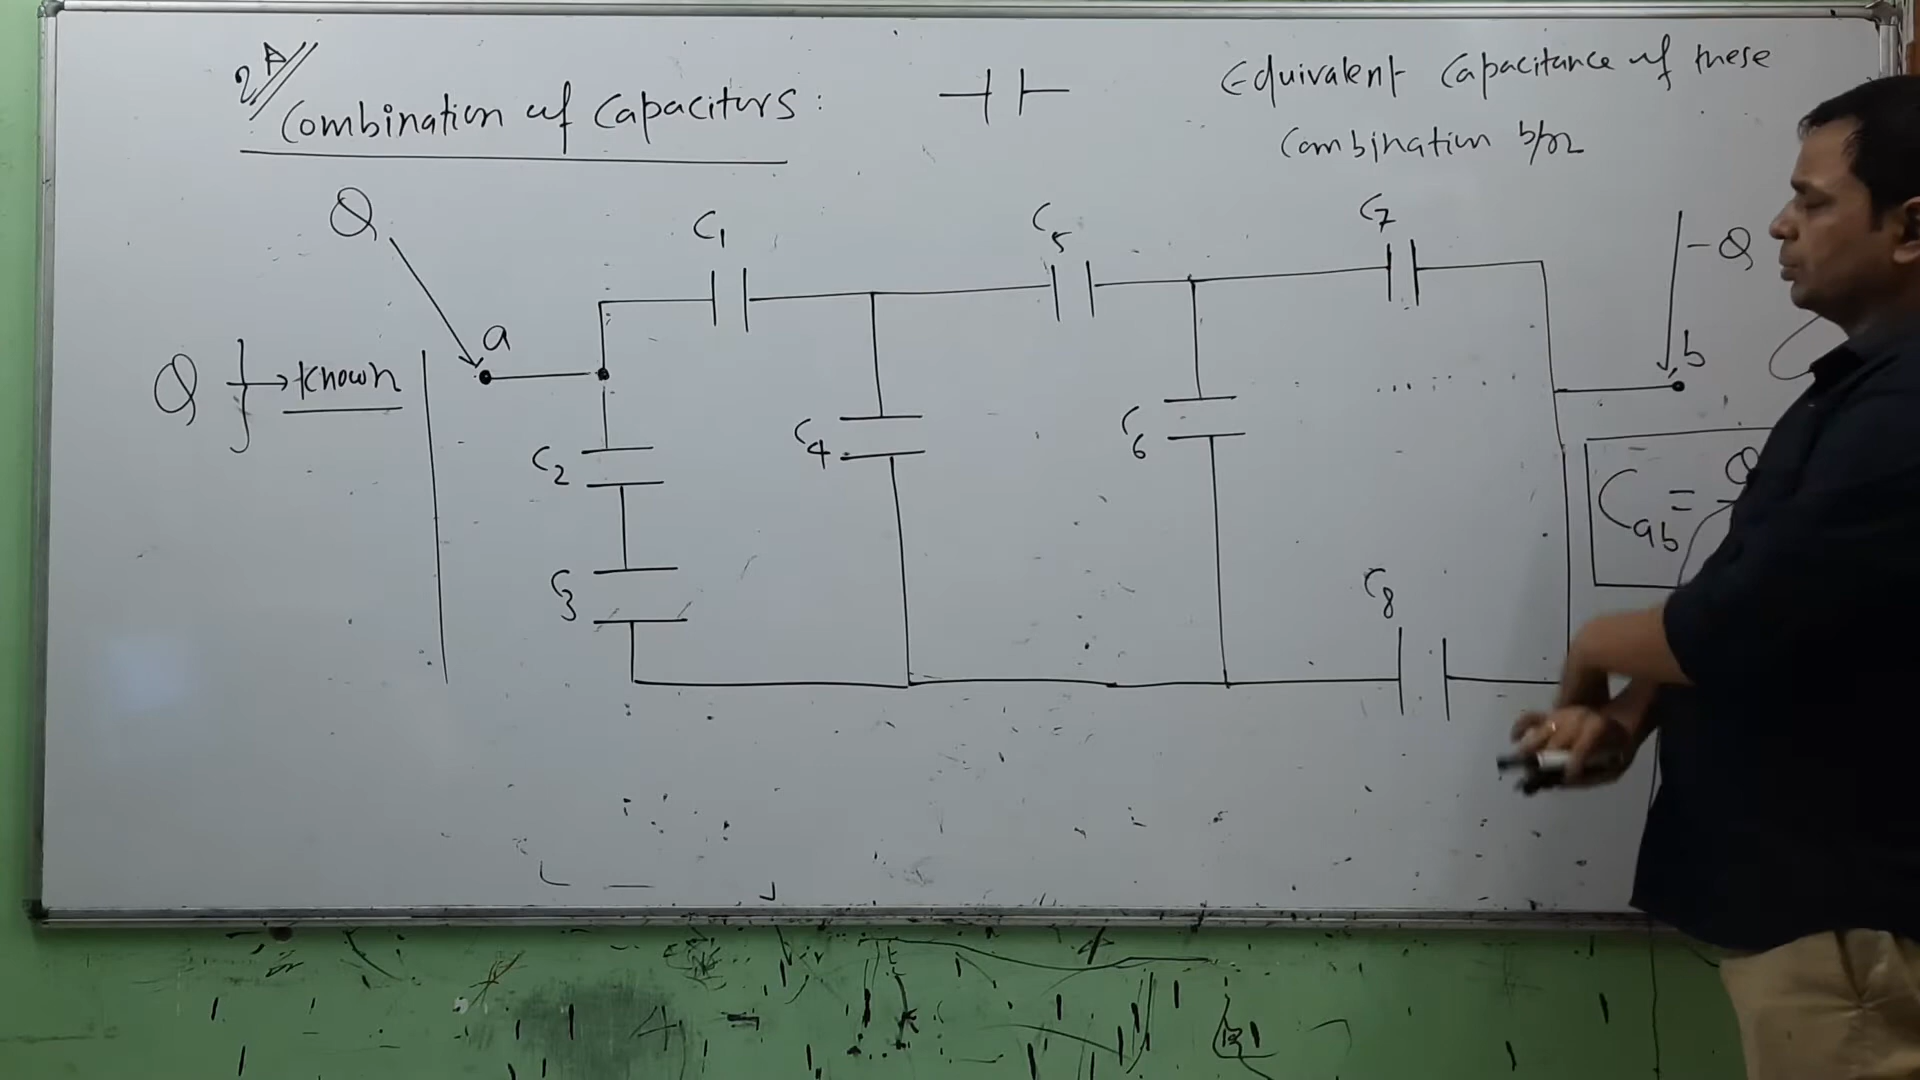 2A
Combination of Capacitors:
Equivalent Capacitance of these
Combination b/n
Q
C1
C5
C7
-Q
a
b
Q → Known
C2
C4
C6
Cab = Q
C3
C8